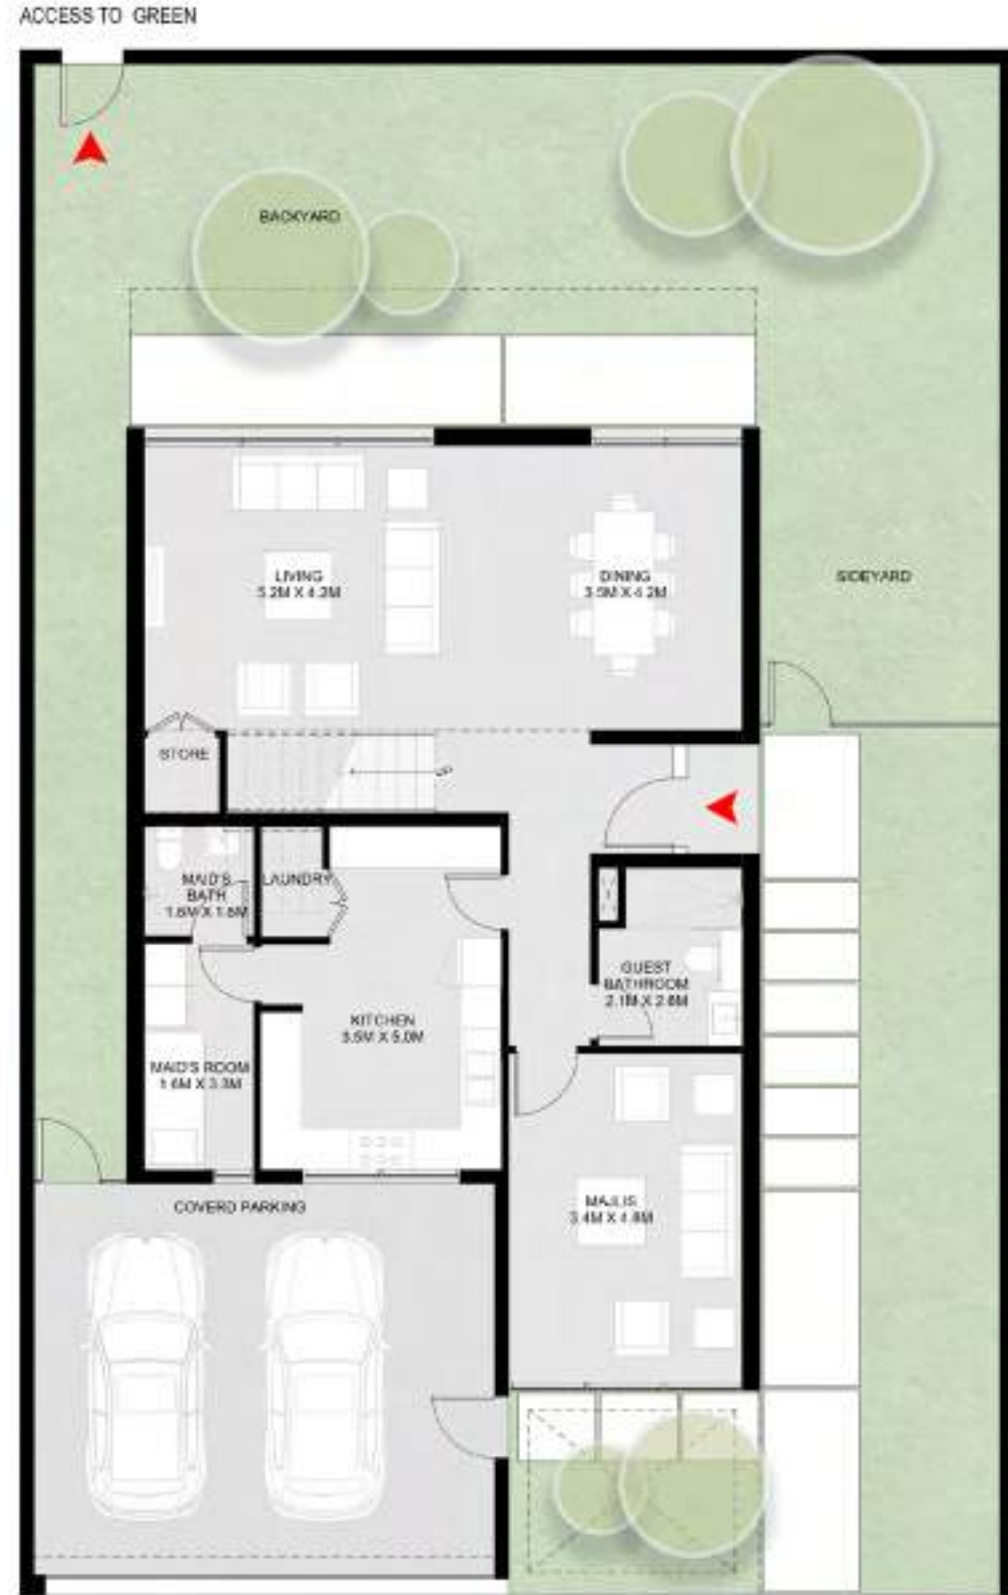 ACCESS TO GREEN
BACKYARD
LIVING
5.2M X 4.2M
DINING
3.5M X 4.2M
SIDEYARD
STORE
MAID'S
BATH
1.6M X 1.6M
LAUNDRY
GUEST
BATHROOM
2.1M X 2.6M
KITCHEN
3.5M X 5.0M
MAID'S ROOM
1.6M X 3.3M
MAJLIS
3.4M X 4.8M
COVERD PARKING